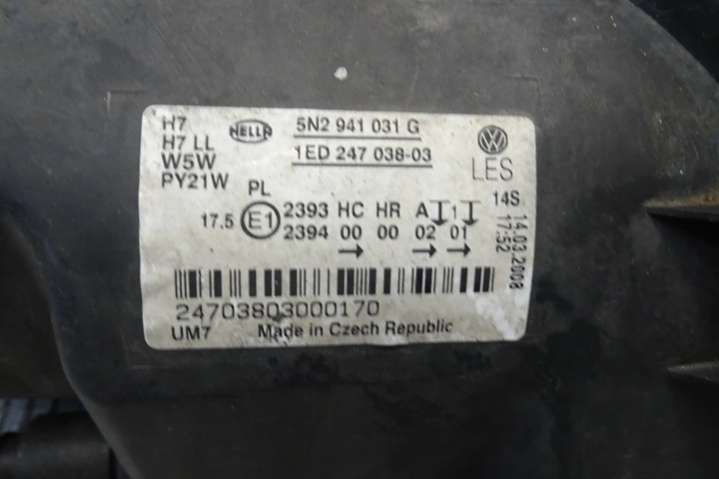 H7
H7 LL
W5W
PY21W
HELLA
5N2 941 031 G
1ED 247 038-03
LES
PL
17.5 E1 2393 HC HR A 1
2394 00 00 02 01
14S
14.03.2008
17:52
24703803000170
UM7 Made in Czech Republic